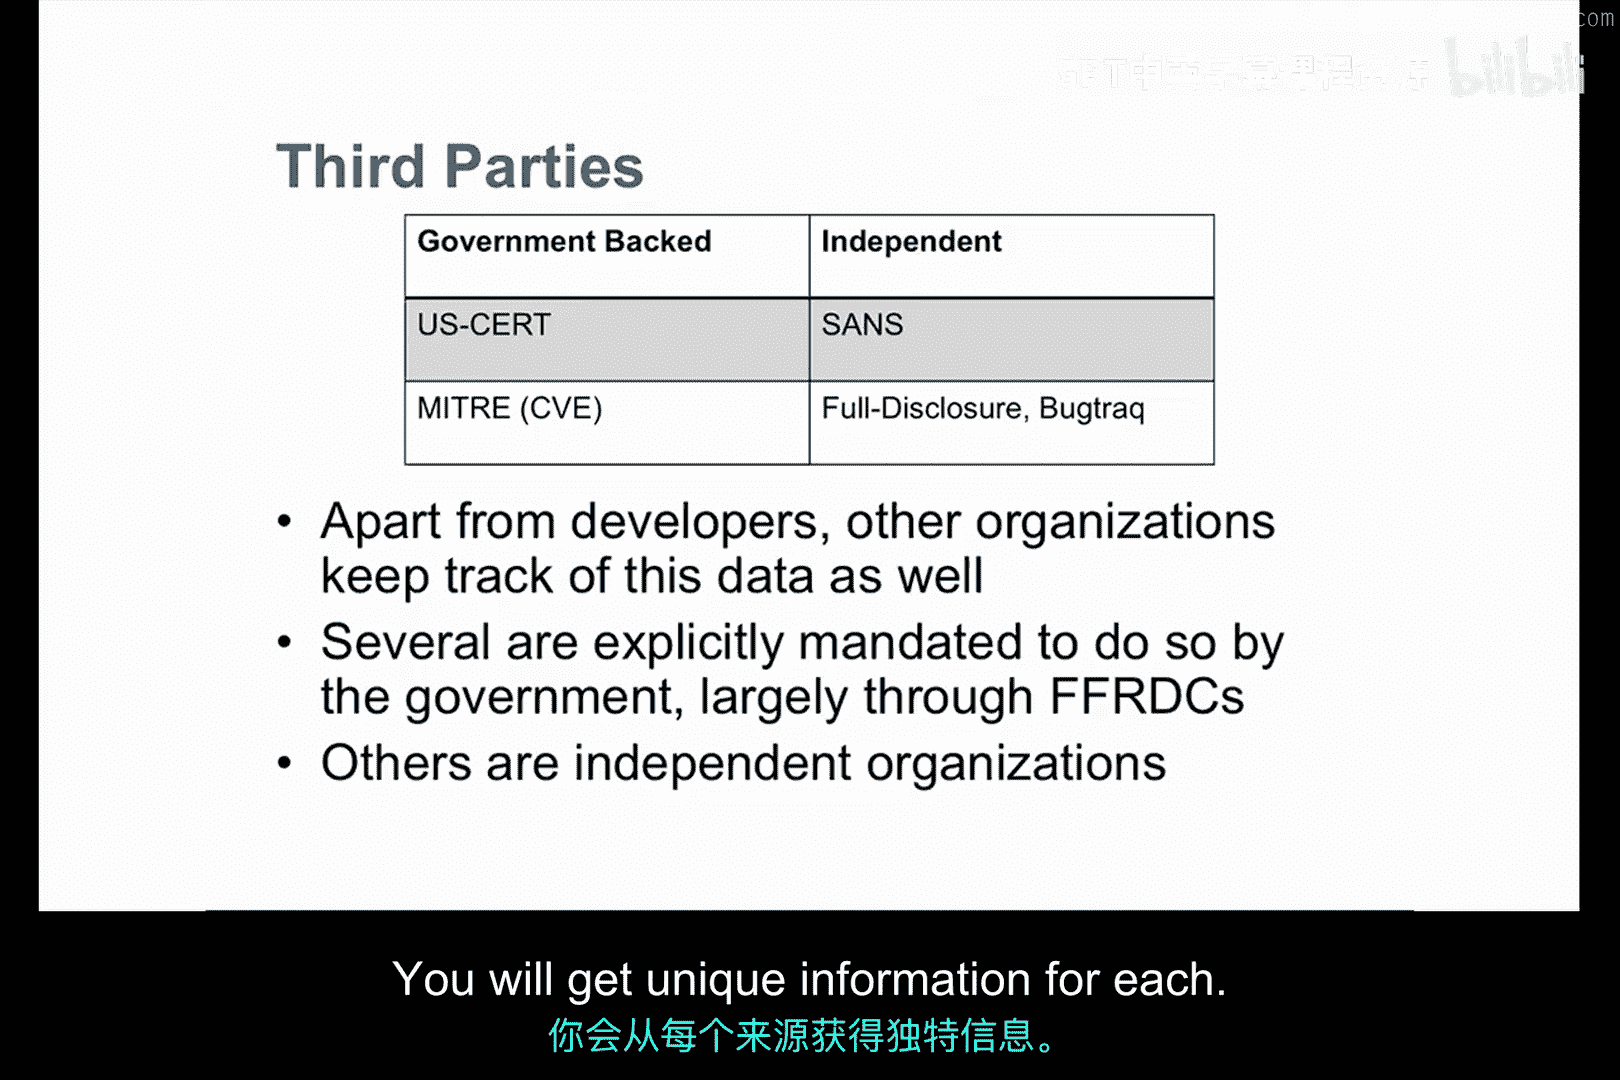 com
bilibili
Third Parties
Government Backed
Independent
US-CERT
SANS
MITRE (CVE)
Full-Disclosure, Bugtraq
• Apart from developers, other organizations
keep track of this data as well
• Several are explicitly mandated to do so by
the government, largely through FFRDCs
• Others are independent organizations
You will get unique information for each.
你会从每个来源获得独特信息。